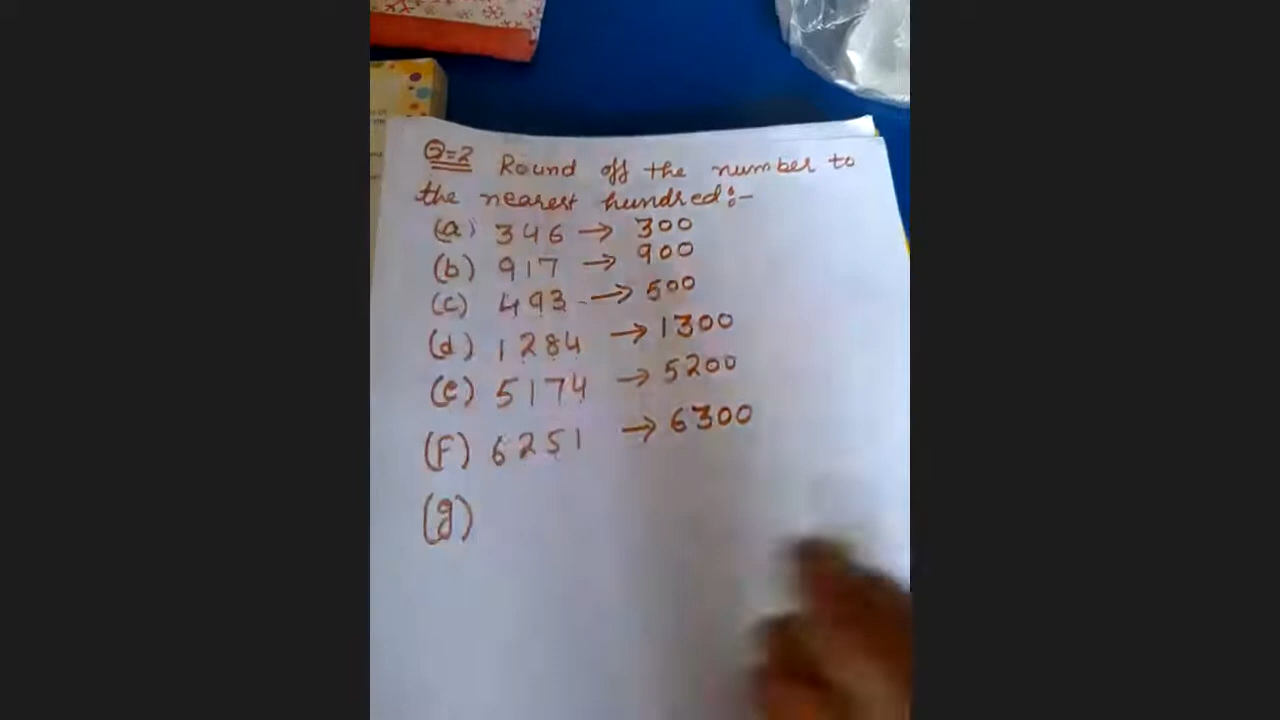 Q=2 Round off the number to
the nearest hundred:-
(a) 346 → 300
(b) 917 → 900
(c) 493 → 500
(d) 1284 → 1300
(e) 5174 → 5200
(F) 6251 → 6300
(g)